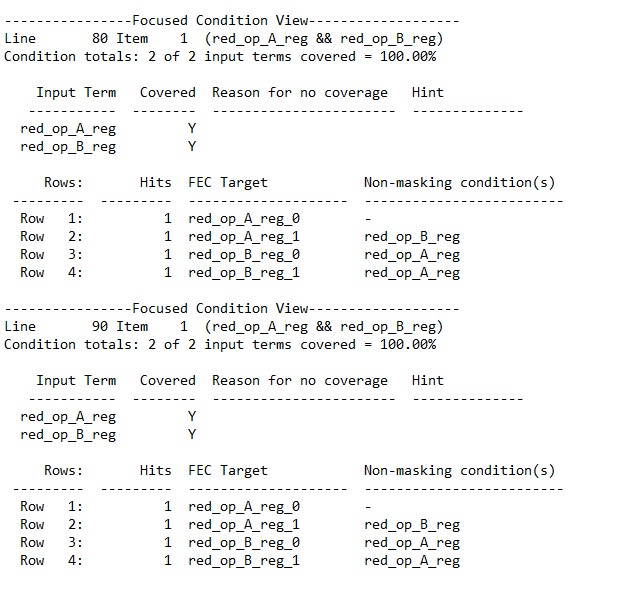 ----------------Focused Condition View-------------------
Line       80 Item    1  (red_op_A_reg && red_op_B_reg)
Condition totals: 2 of 2 input terms covered = 100.00%
    Input Term   Covered  Reason for no coverage   Hint
   -----------  --------  -----------------------  --------------
  red_op_A_reg         Y
  red_op_B_reg         Y
     Rows:       Hits  FEC Target            Non-masking condition(s)
 ---------  ---------  --------------------  -------------------------
  Row   1:          1  red_op_A_reg_0        -
  Row   2:          1  red_op_A_reg_1        red_op_B_reg
  Row   3:          1  red_op_B_reg_0        red_op_A_reg
  Row   4:          1  red_op_B_reg_1        red_op_A_reg
----------------Focused Condition View-------------------
Line       90 Item    1  (red_op_A_reg && red_op_B_reg)
Condition totals: 2 of 2 input terms covered = 100.00%
    Input Term   Covered  Reason for no coverage   Hint
   -----------  --------  -----------------------  --------------
  red_op_A_reg         Y
  red_op_B_reg         Y
     Rows:       Hits  FEC Target            Non-masking condition(s)
 ---------  ---------  --------------------  -------------------------
  Row   1:          1  red_op_A_reg_0        -
  Row   2:          1  red_op_A_reg_1        red_op_B_reg
  Row   3:          1  red_op_B_reg_0        red_op_A_reg
  Row   4:          1  red_op_B_reg_1        red_op_A_reg